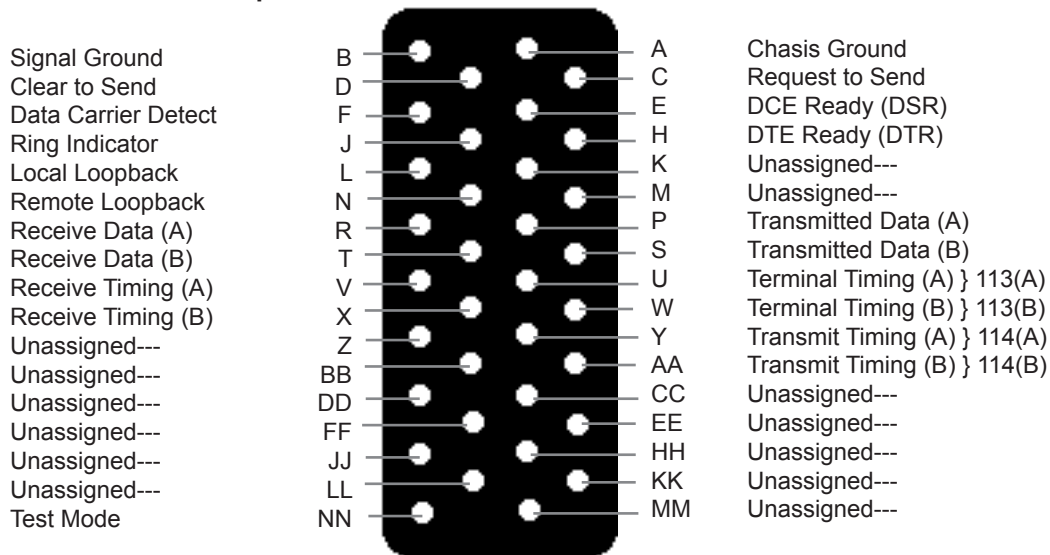 Signal Ground B A Chasis Ground
Clear to Send D C Request to Send
Data Carrier Detect F E DCE Ready (DSR)
Ring Indicator J H DTE Ready (DTR)
Local Loopback L K Unassigned---
Remote Loopback N M Unassigned---
Receive Data (A) R P Transmitted Data (A)
Receive Data (B) T S Transmitted Data (B)
Receive Timing (A) V U Terminal Timing (A) } 113(A)
Receive Timing (B) X W Terminal Timing (B) } 113(B)
Unassigned--- Z Y Transmit Timing (A) } 114(A)
Unassigned--- BB AA Transmit Timing (B) } 114(B)
Unassigned--- DD CC Unassigned---
Unassigned--- FF EE Unassigned---
Unassigned--- JJ HH Unassigned---
Unassigned--- LL KK Unassigned---
Test Mode NN MM Unassigned---